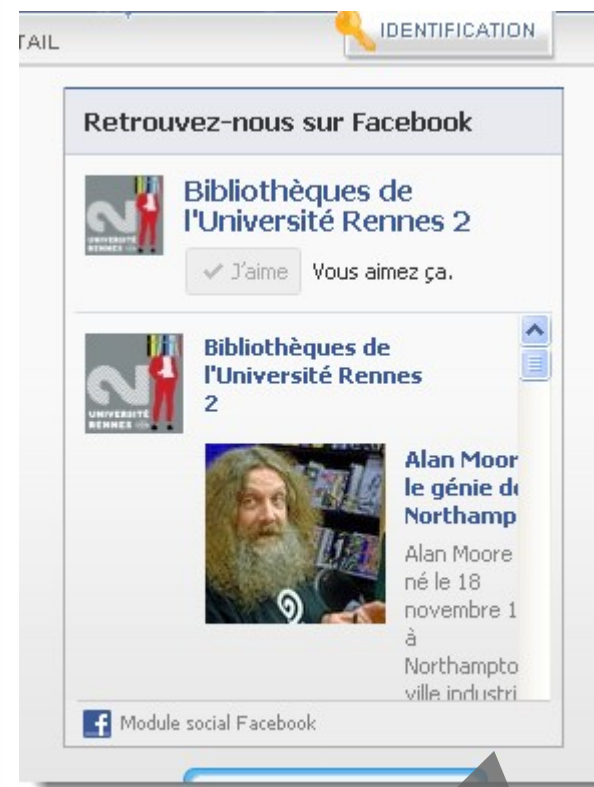 TAIL
IDENTIFICATION
Retrouvez-nous sur Facebook
Bibliothèques de
l'Université Rennes 2
J'aime Vous aimez ça.
Bibliothèques de
l'Université Rennes
2
Alan Moor
le génie de
Northamp
Alan Moore
né le 18
novembre 1
à
Northampto
ville industri
Module social Facebook